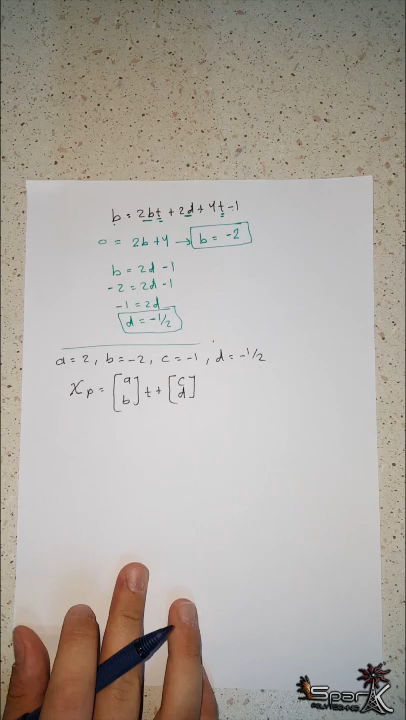 b = 2bt + 2d + 4t - 1
0 = 2b + 4 → b = -2
b = 2d - 1
-2 = 2d - 1
-1 = 2d
d = -1/2
a = 2, b = -2, c = -1, d = -1/2
Xp = [a b] t + [c d]
Spark